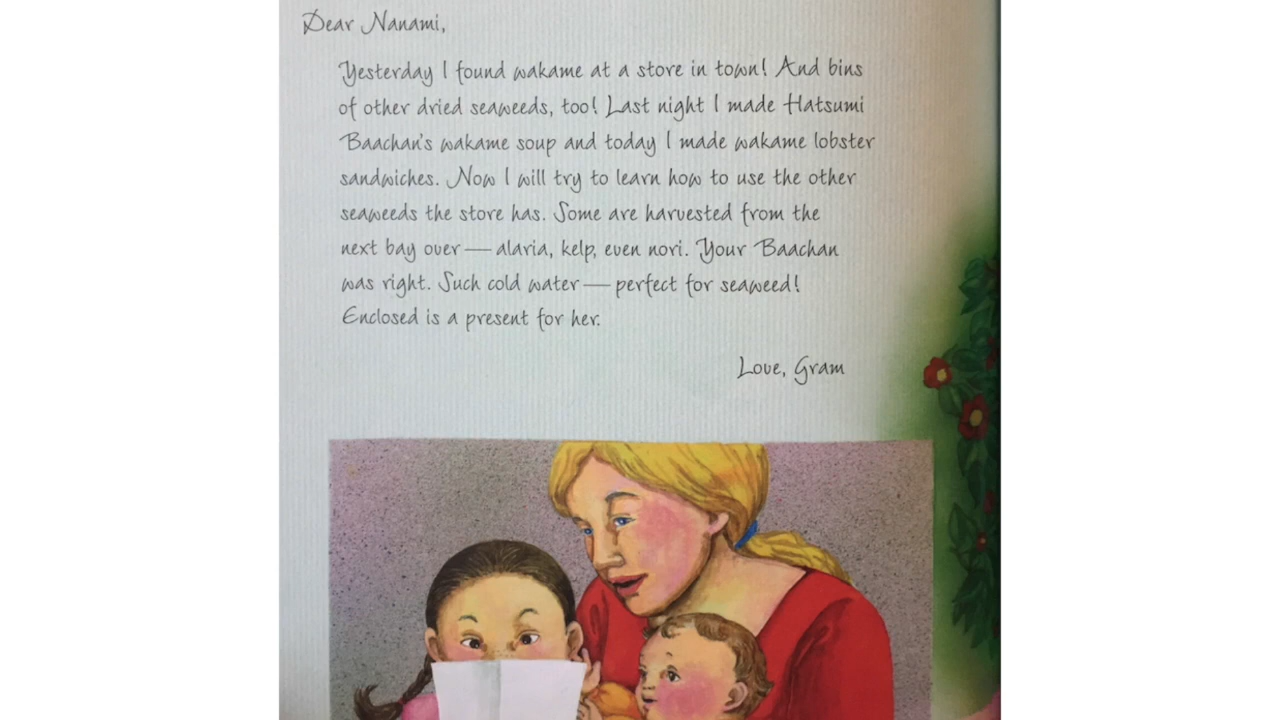 Dear Nanami,
Yesterday I found wakame at a store in town! And bins
of other dried seaweeds, too! Last night I made Hatsumi
Baachan's wakame soup and today I made wakame lobster
sandwiches. Now I will try to learn how to use the other
seaweeds the store has. Some are harvested from the
next bay over — alaria, kelp, even nori. Your Baachan
was right. Such cold water — perfect for seaweed!
Enclosed is a present for her.
Love, Gram